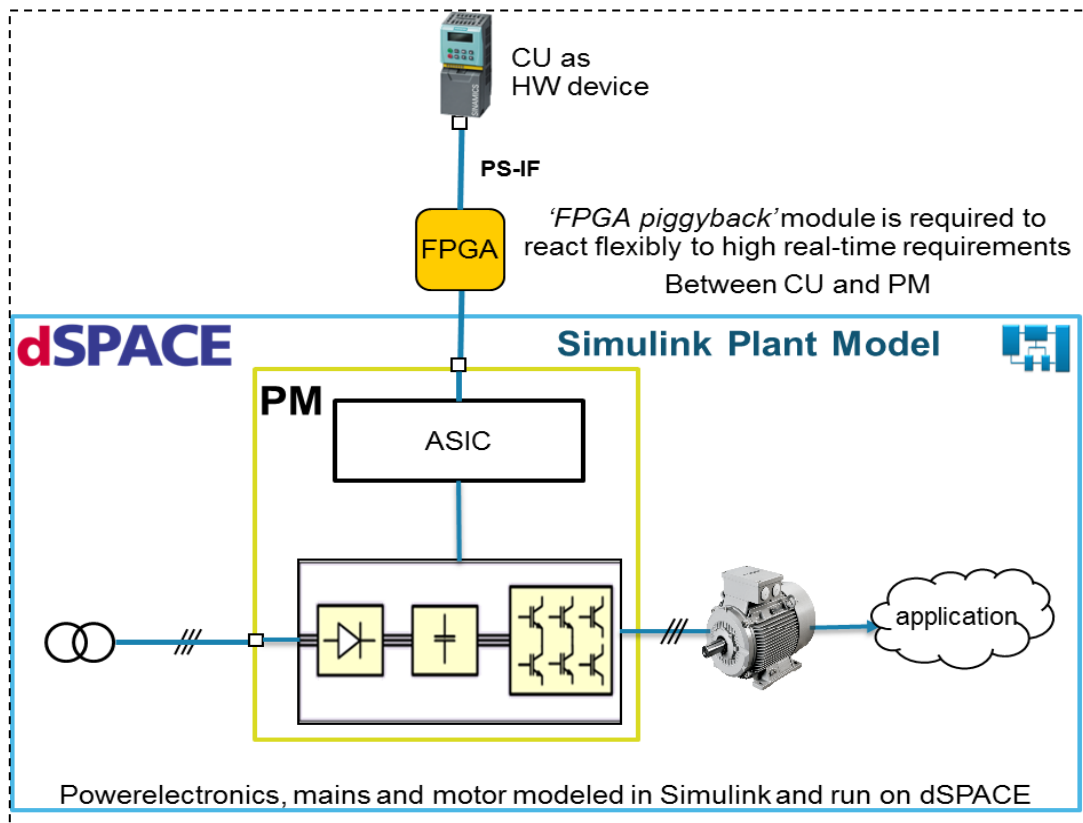 CU as
HW device
SINAMICS
PS-IF
FPGA
‘FPGA piggyback’ module is required to
react flexibly to high real-time requirements
Between CU and PM
dSPACE
Simulink Plant Model
PM
ASIC
application
Powerelectronics, mains and motor modeled in Simulink and run on dSPACE